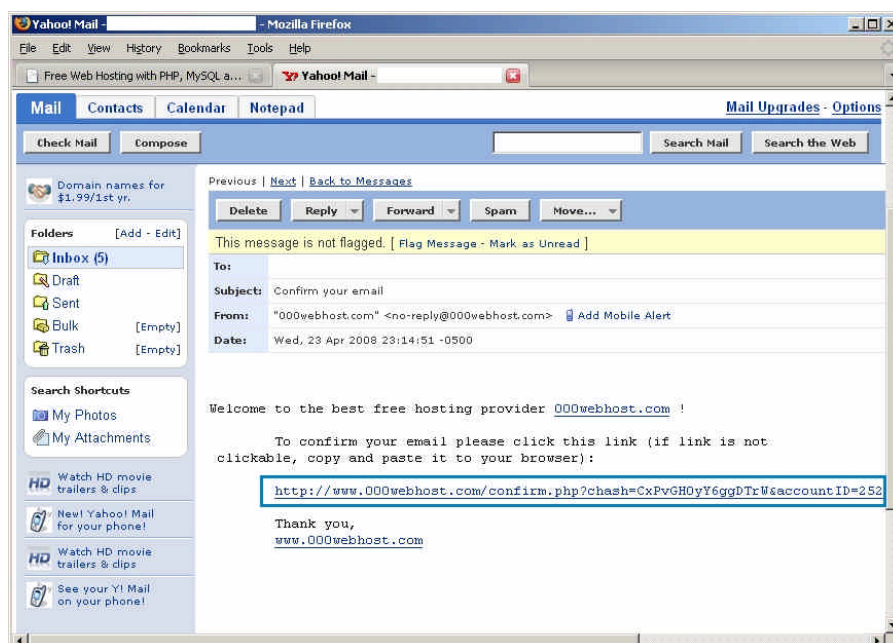 Yahoo! Mail - - Mozilla Firefox
File Edit View History Bookmarks Tools Help
Free Web Hosting with PHP, MySQL a... Yahoo! Mail -
Mail Contacts Calendar Notepad Mail Upgrades - Options
Check Mail Compose Search Mail Search the Web
Domain names for
$1.99/1st yr.
Previous | Next | Back to Messages
Delete Reply Forward Spam Move...
Folders [Add - Edit]
This message is not flagged. [ Flag Message - Mark as Unread ]
Inbox (5)
To:
Draft
Subject: Confirm your email
Sent
From: "000webhost.com" <no-reply@000webhost.com> Add Mobile Alert
Bulk [Empty]
Date: Wed, 23 Apr 2008 23:14:51 -0500
Trash [Empty]
Search Shortcuts
My Photos
My Attachments
HD Watch HD movie
trailers & clips
New! Yahoo! Mail
for your phone!
HD Watch HD movie
trailers & clips
See your Y! Mail
on your phone!
Welcome to the best free hosting provider 000webhost.com !
To confirm your email please click this link (if link is not
clickable, copy and paste it to your browser):
http://www.000webhost.com/confirm.php?chash=CxPvGHOyY6ggDTrW&accountID=252
Thank you,
www.000webhost.com